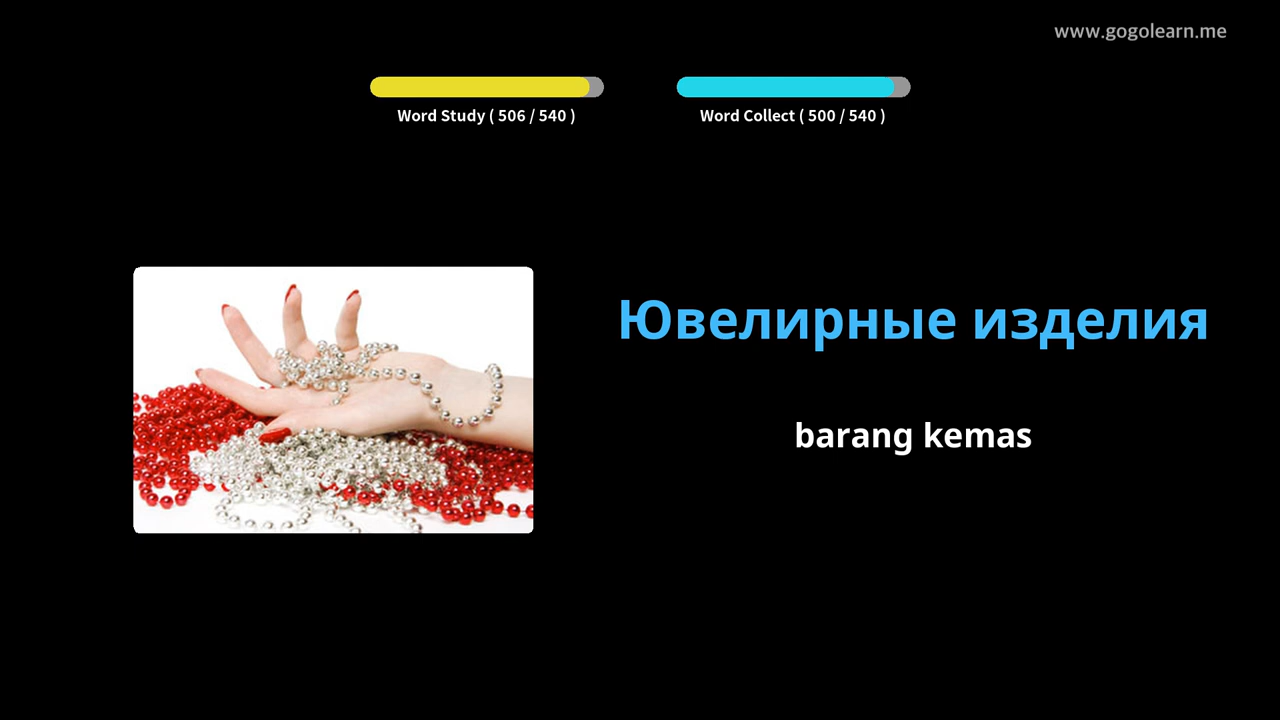 www.gogolearn.me
Word Study ( 506 / 540 )
Word Collect ( 500 / 540 )
Ювелирные изделия
barang kemas